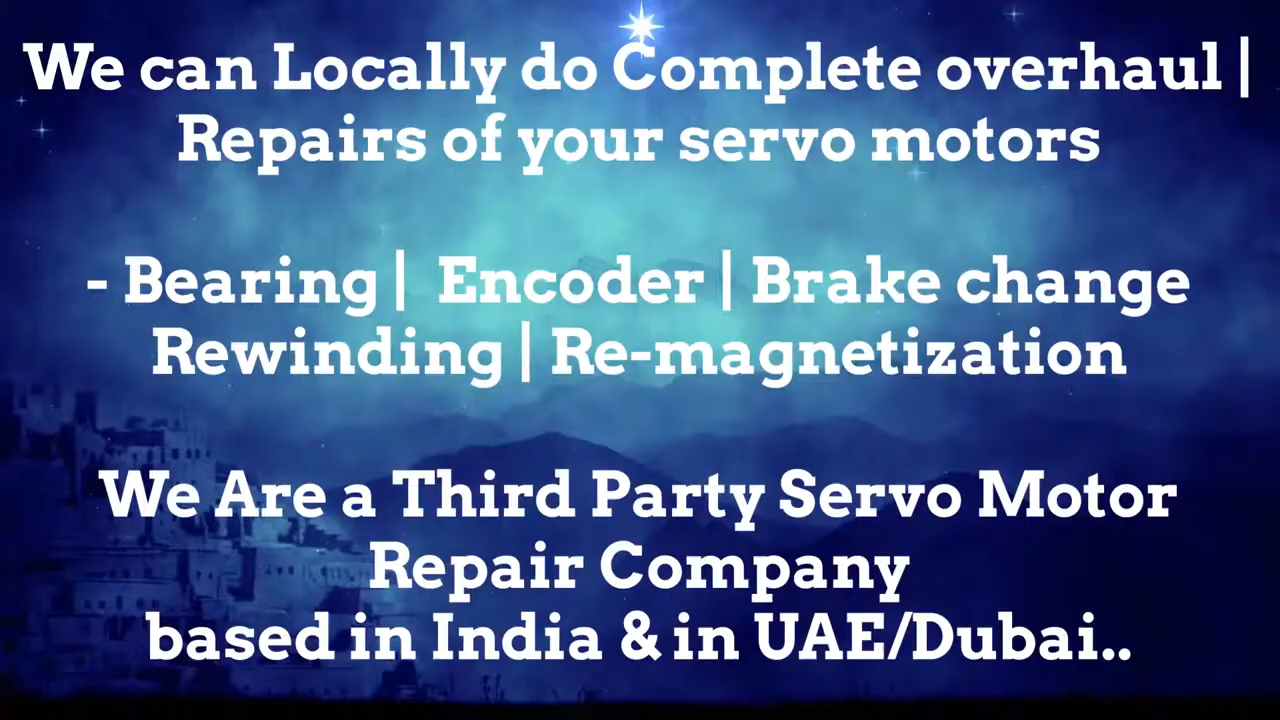 We can Locally do Complete overhaul |
Repairs of your servo motors
- Bearing | Encoder | Brake change
Rewinding | Re-magnetization
We Are a Third Party Servo Motor
Repair Company
based in India & in UAE/Dubai..